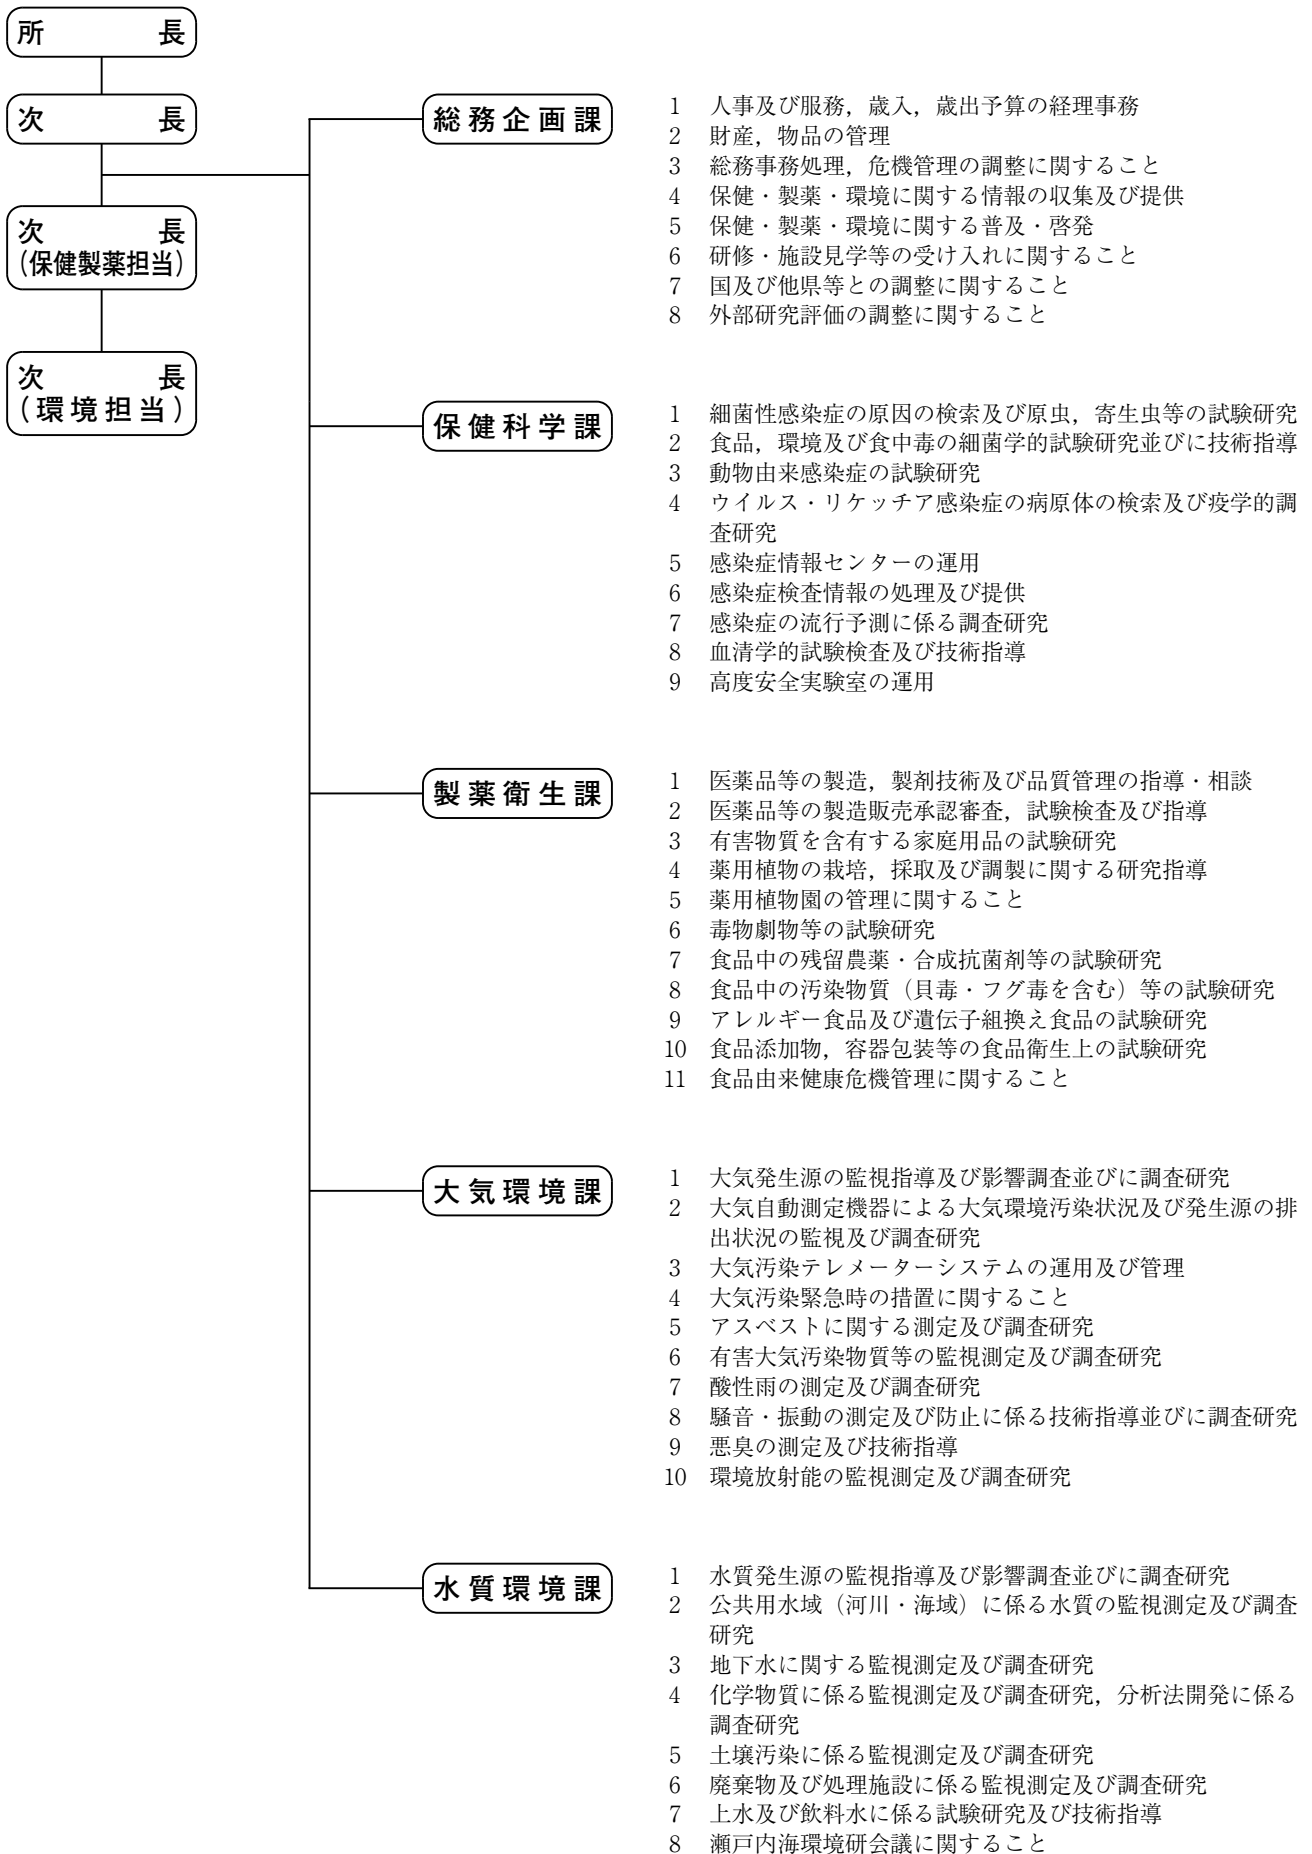 所　　　長
次　　　長
次　　　長
（保健製薬担当）
次　　　長
（環境担当）
総務企画課
1　人事及び服務，歳入，歳出予算の経理事務
2　財産，物品の管理
3　総務事務処理，危機管理の調整に関すること
4　保健・製薬・環境に関する情報の収集及び提供
5　保健・製薬・環境に関する普及・啓発
6　研修・施設見学等の受け入れに関すること
7　国及び他県等との調整に関すること
8　外部研究評価の調整に関すること
保健科学課
1　細菌性感染症の原因の検索及び原虫，寄生虫等の試験研究
2　食品，環境及び食中毒の細菌学的試験研究並びに技術指導
3　動物由来感染症の試験研究
4　ウイルス・リケッチア感染症の病原体の検索及び疫学的調
査研究
5　感染症情報センターの運用
6　感染症検査情報の処理及び提供
7　感染症の流行予測に係る調査研究
8　血清学的試験検査及び技術指導
9　高度安全実験室の運用
製薬衛生課
1　医薬品等の製造，製剤技術及び品質管理の指導・相談
2　医薬品等の製造販売承認審査，試験検査及び指導
3　有害物質を含有する家庭用品の試験研究
4　薬用植物の栽培，採取及び調製に関する研究指導
5　薬用植物園の管理に関すること
6　毒物劇物等の試験研究
7　食品中の残留農薬・合成抗菌剤等の試験研究
8　食品中の汚染物質（貝毒・フグ毒を含む）等の試験研究
9　アレルギー食品及び遺伝子組換え食品の試験研究
10　食品添加物，容器包装等の食品衛生上の試験研究
11　食品由来健康危機管理に関すること
大気環境課
1　大気発生源の監視指導及び影響調査並びに調査研究
2　大気自動測定機器による大気環境汚染状況及び発生源の排
出状況の監視及び調査研究
3　大気汚染テレメーターシステムの運用及び管理
4　大気汚染緊急時の措置に関すること
5　アスベストに関する測定及び調査研究
6　有害大気汚染物質等の監視測定及び調査研究
7　酸性雨の測定及び調査研究
8　騒音・振動の測定及び防止に係る技術指導並びに調査研究
9　悪臭の測定及び技術指導
10　環境放射能の監視測定及び調査研究
水質環境課
1　水質発生源の監視指導及び影響調査並びに調査研究
2　公共用水域（河川・海域）に係る水質の監視測定及び調査
研究
3　地下水に関する監視測定及び調査研究
4　化学物質に係る監視測定及び調査研究，分析法開発に係る
調査研究
5　土壌汚染に係る監視測定及び調査研究
6　廃棄物及び処理施設に係る監視測定及び調査研究
7　上水及び飲料水に係る試験研究及び技術指導
8　瀬戸内海環境研会議に関すること